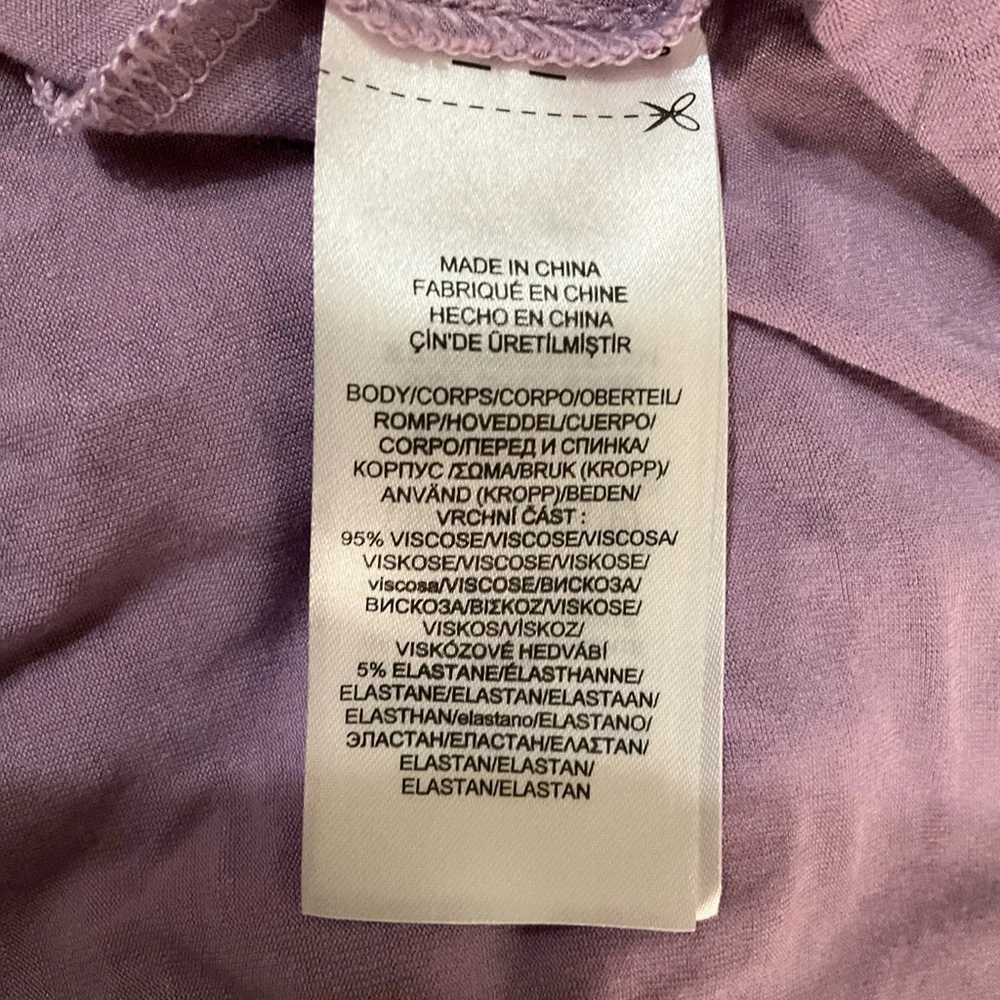 MADE IN CHINA
FABRIQUÉ EN CHINE
HECHO EN CHINA
ÇİN'DE ÜRETİLMİŞTİR
BODY/CORPS/CORPO/OBERTEIL/
ROMP/HOVEDDEL/CUERPO/
CORPO/ПЕРЕД И СПИНКА/
КОРПУС /ΣΩΜΑ/BRUK (KROPP)/
ANVÄND (KROPP)/BEDEN/
VRCHNÍ ČÁST :
95% VISCOSE/VISCOSE/VISCOSA/
VISKOSE/VISCOSE/VISKOSE/
viscosa/VISCOSE/ВИСКОЗА/
ВИСКОЗА/ΒΙΣΚΟΖ/VISKOSE/
VISKOS/VİSKOZ/
VISKÓZOVÉ HEDVÁBÍ
5% ELASTANE/ÉLASTHANNE/
ELASTANE/ELASTAN/ELASTAAN/
ELASTHAN/elastano/ELASTANO/
ЭЛАСТАН/ЕЛАСТАН/ΕΛΑΣΤΑΝ/
ELASTAN/ELASTAN/
ELASTAN/ELASTAN